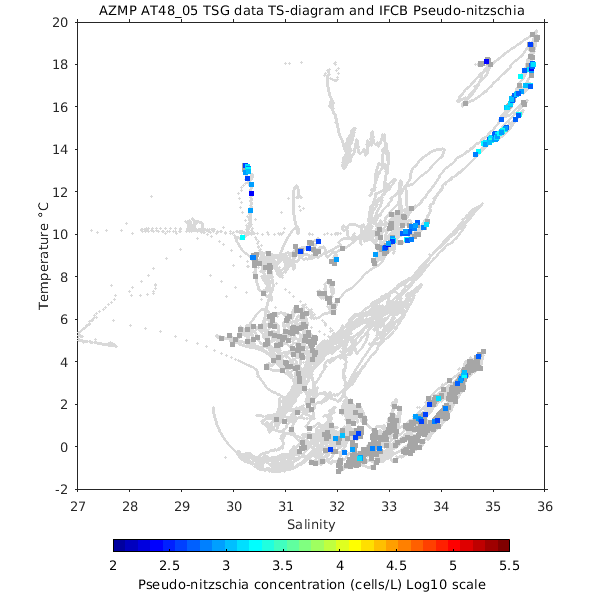 AZMP AT48_05 TSG data TS-diagram and IFCB Pseudo-nitzschia
20
18
16
14
12
10
8
6
4
2
0
-2
Temperature °C
27 28 29 30 31 32 33 34 35 36
Salinity
2 2.5 3 3.5 4 4.5 5 5.5
Pseudo-nitzschia concentration (cells/L) Log10 scale